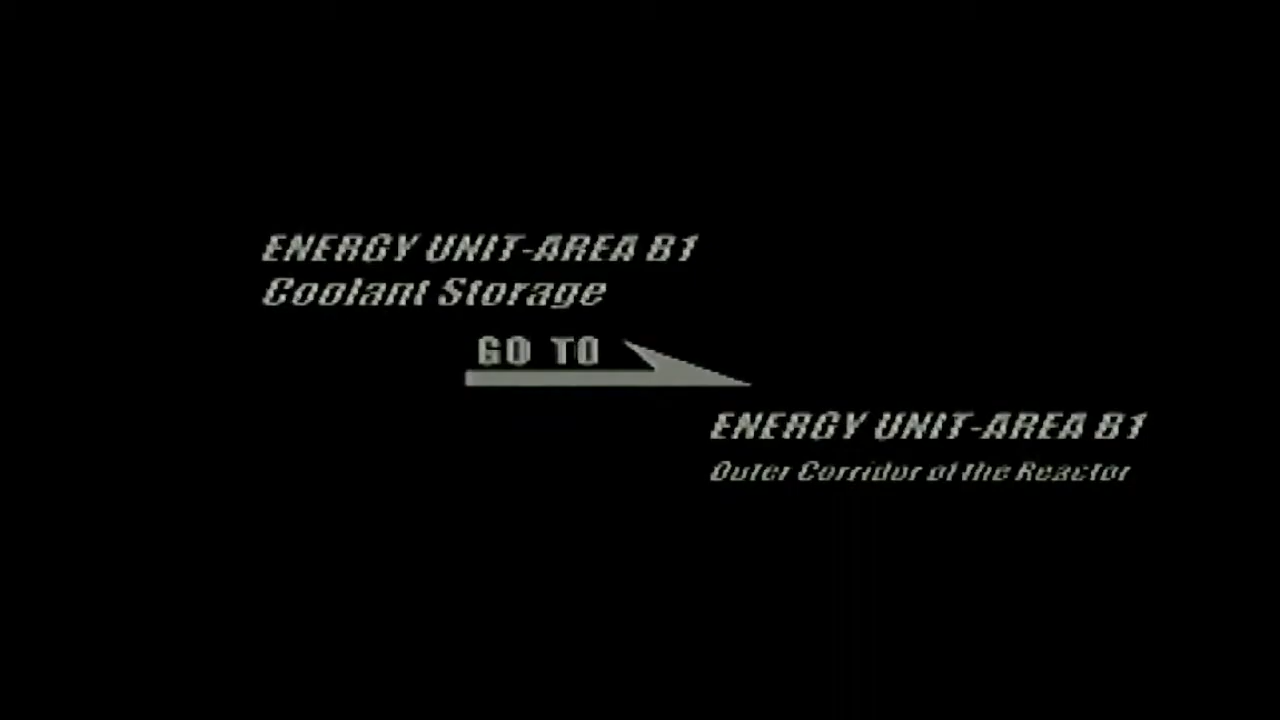 ENERGY UNIT-AREA B1
Coolant Storage
GO TO
ENERGY UNIT-AREA B1
Outer Corridor of the Reactor